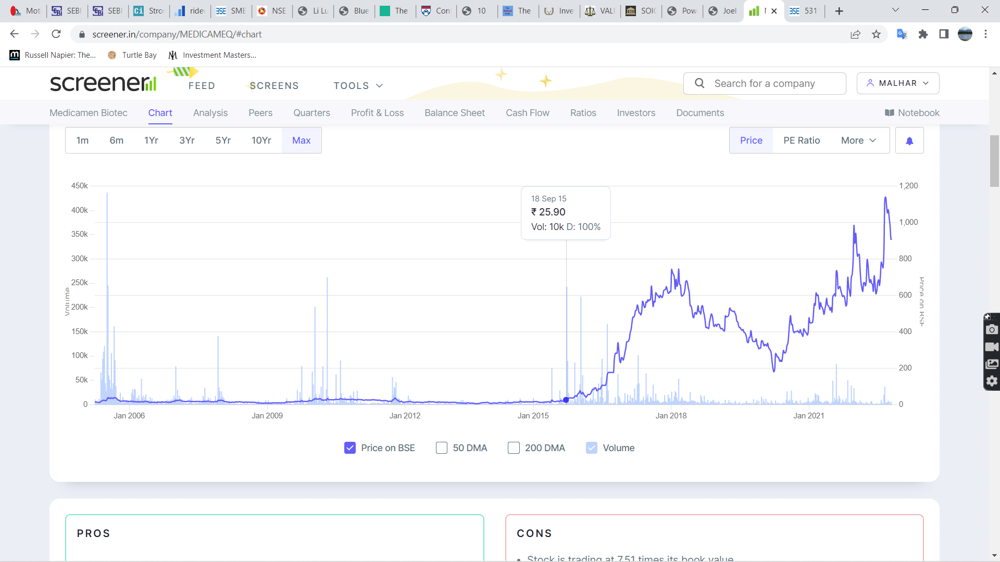 Mot SEBI SEBI Stro ride SME NSE Li Lu Blue The Con 10 The Inve VAL SOIC Pow Joel 531
screener.in/company/MEDICAMEQ/#chart
Russell Napier: The... Turtle Bay Investment Masters...
screener FEED SCREENS TOOLS Search for a company MALHAR
Medicamen Biotec Chart Analysis Peers Quarters Profit & Loss Balance Sheet Cash Flow Ratios Investors Documents Notebook
1m 6m 1Yr 3Yr 5Yr 10Yr Max Price PE Ratio More
450k 1,200
18 Sep 15
400k
₹ 25.90
Vol: 10k D: 100%
1,000
350k
300k 800
250k
Volume
600
Price on BSE
200k
150k 400
100k
200
50k
0 0
Jan 2006 Jan 2009 Jan 2012 Jan 2015 Jan 2018 Jan 2021
Price on BSE 50 DMA 200 DMA Volume
PROS CONS
• Stock is trading at 7.51 times its book value